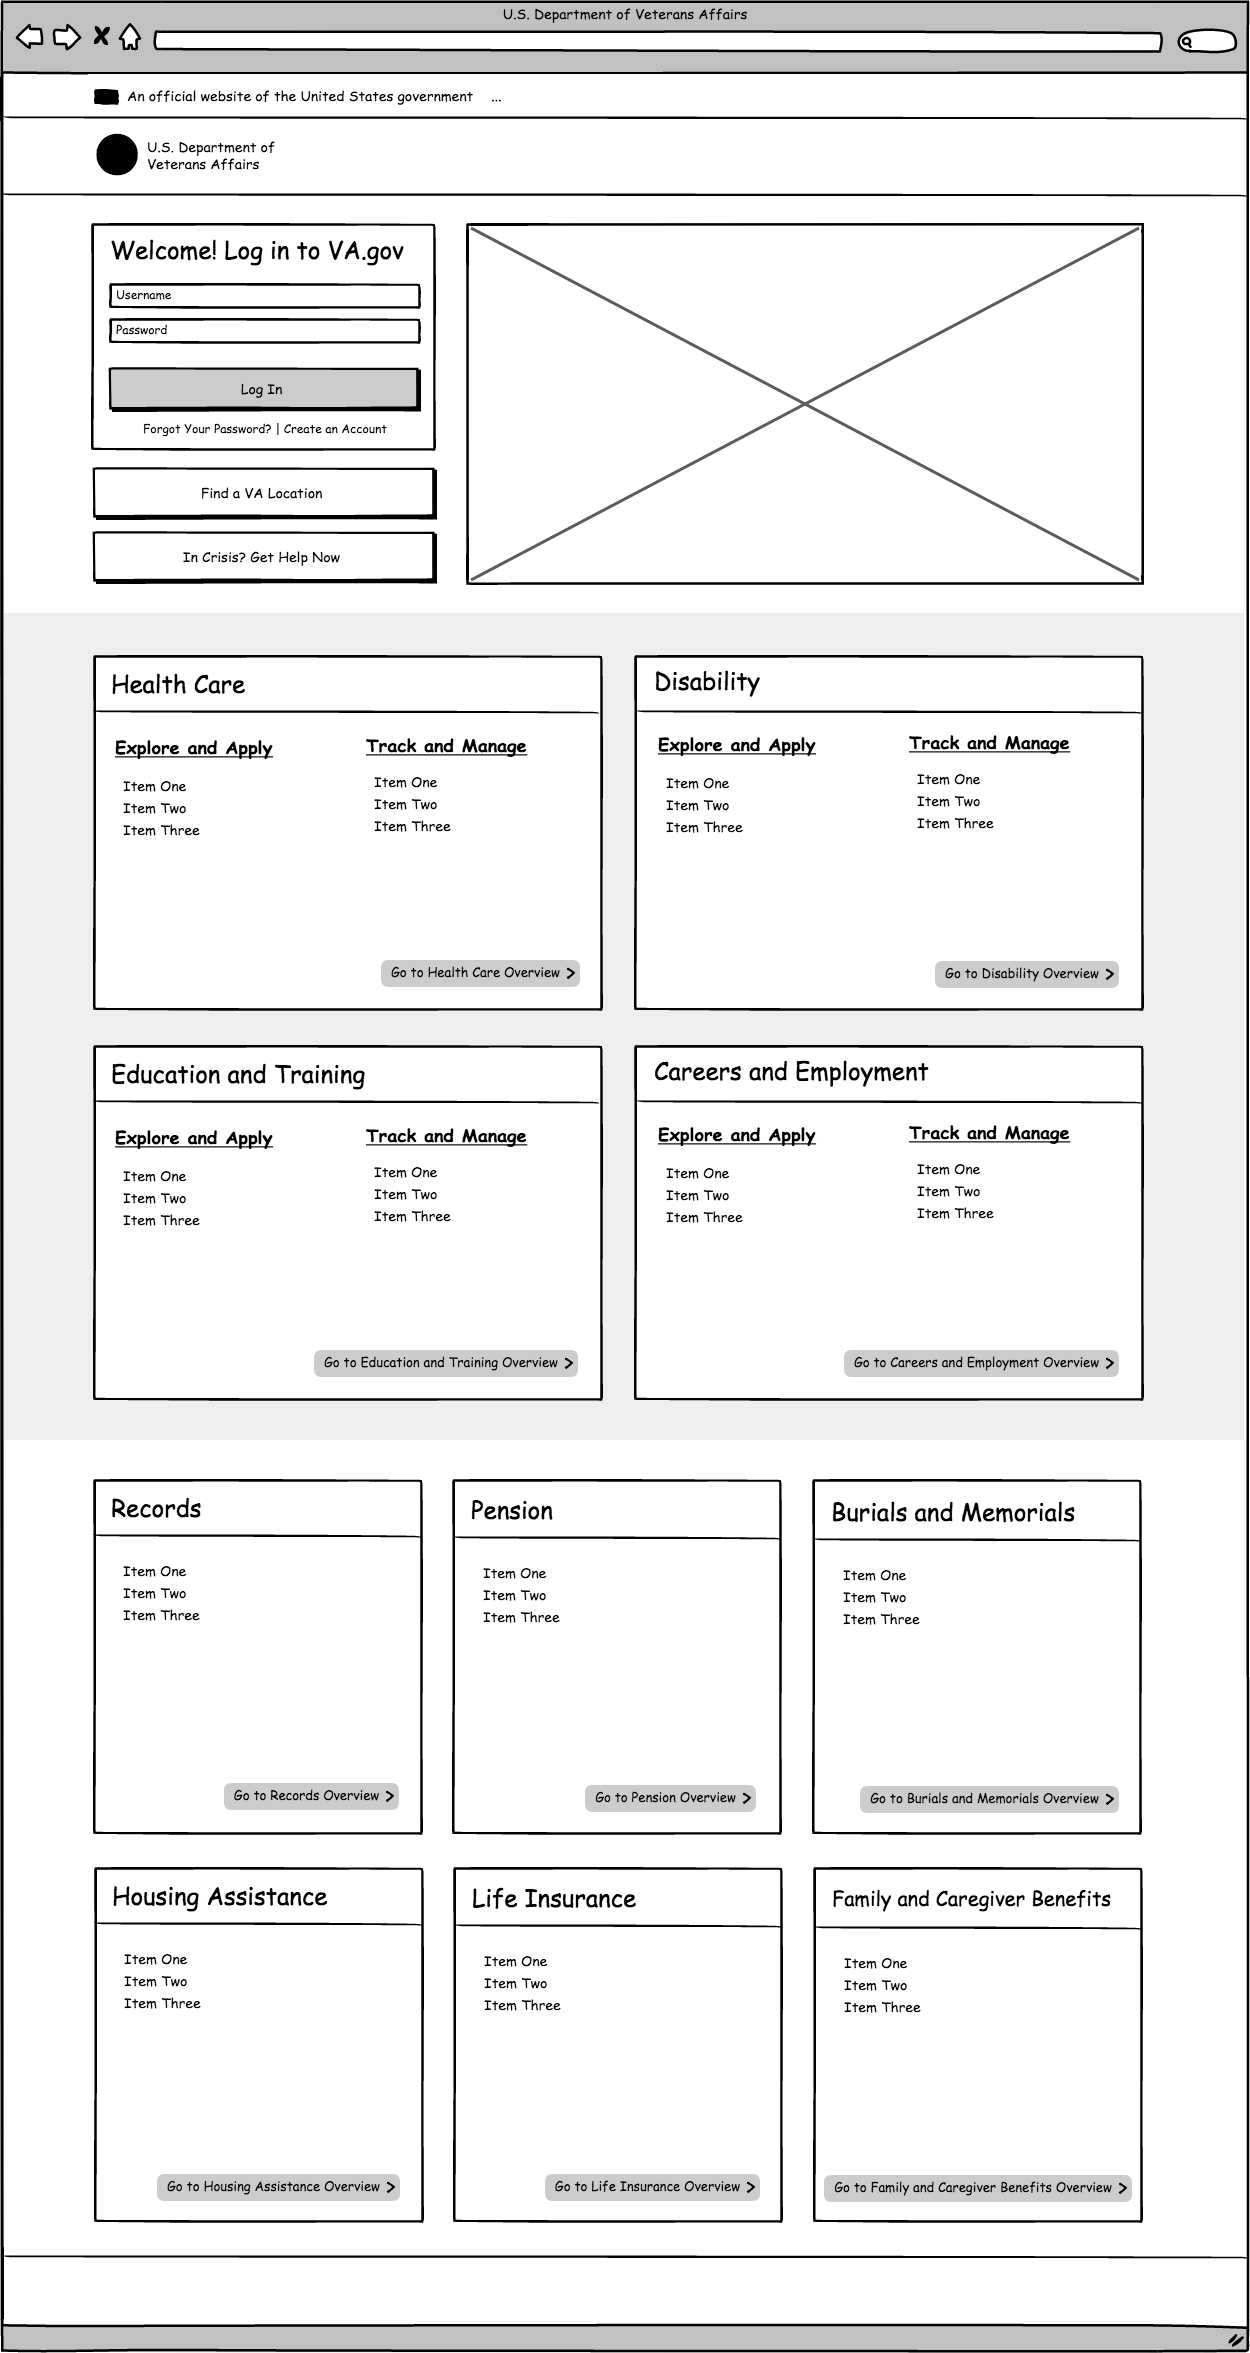 U.S. Department of Veterans Affairs
An official website of the United States government ...
U.S. Department of
Veterans Affairs
Welcome! Log in to VA.gov
Username
Password
Log In
Forgot Your Password? | Create an Account
Find a VA Location
In Crisis? Get Help Now
Health Care
Explore and Apply
Item One
Item Two
Item Three
Track and Manage
Item One
Item Two
Item Three
Go to Health Care Overview
Disability
Explore and Apply
Item One
Item Two
Item Three
Track and Manage
Item One
Item Two
Item Three
Go to Disability Overview
Education and Training
Explore and Apply
Item One
Item Two
Item Three
Track and Manage
Item One
Item Two
Item Three
Go to Education and Training Overview
Careers and Employment
Explore and Apply
Item One
Item Two
Item Three
Track and Manage
Item One
Item Two
Item Three
Go to Careers and Employment Overview
Records
Item One
Item Two
Item Three
Go to Records Overview
Pension
Item One
Item Two
Item Three
Go to Pension Overview
Burials and Memorials
Item One
Item Two
Item Three
Go to Burials and Memorials Overview
Housing Assistance
Item One
Item Two
Item Three
Go to Housing Assistance Overview
Life Insurance
Item One
Item Two
Item Three
Go to Life Insurance Overview
Family and Caregiver Benefits
Item One
Item Two
Item Three
Go to Family and Caregiver Benefits Overview